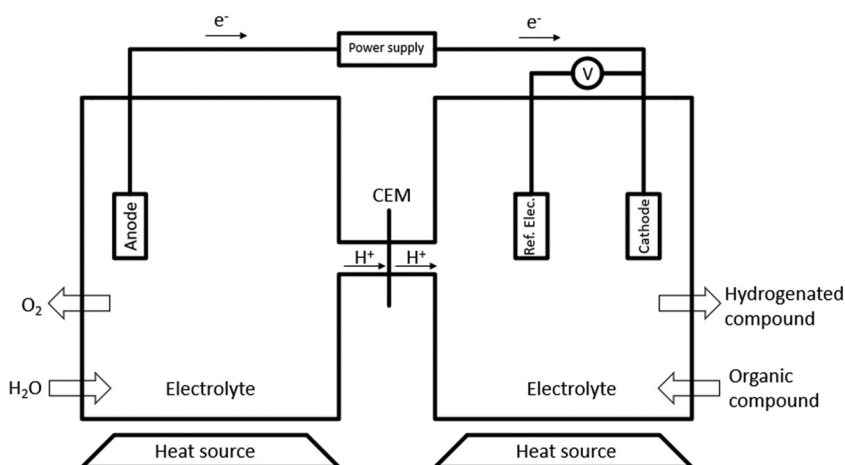 e-
e-
Power supply
V
CEM
Anode
Ref. Elec.
Cathode
H+
H+
O2
Hydrogenated
compound
H2O
Electrolyte
Electrolyte
Organic
compound
Heat source
Heat source